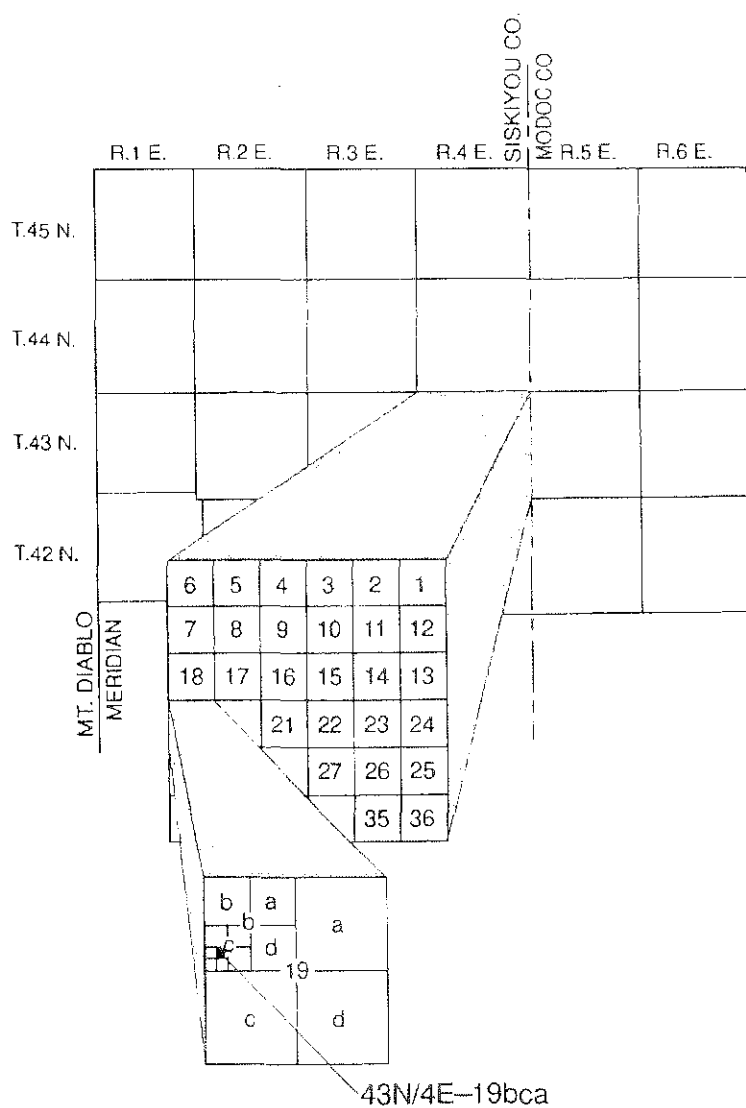 SISKIYOU CO.
MODOC CO
R.1 E. R.2 E. R.3 E. R.4 E. R.5 E. R.6 E.
T.45 N.
T.44 N.
T.43 N.
T.42 N.
MT. DIABLO
MERIDIAN
6 5 4 3 2 1
7 8 9 10 11 12
18 17 16 15 14 13
21 22 23 24
27 26 25
35 36
b a
b a
c d
19
c d
43N/4E–19bca